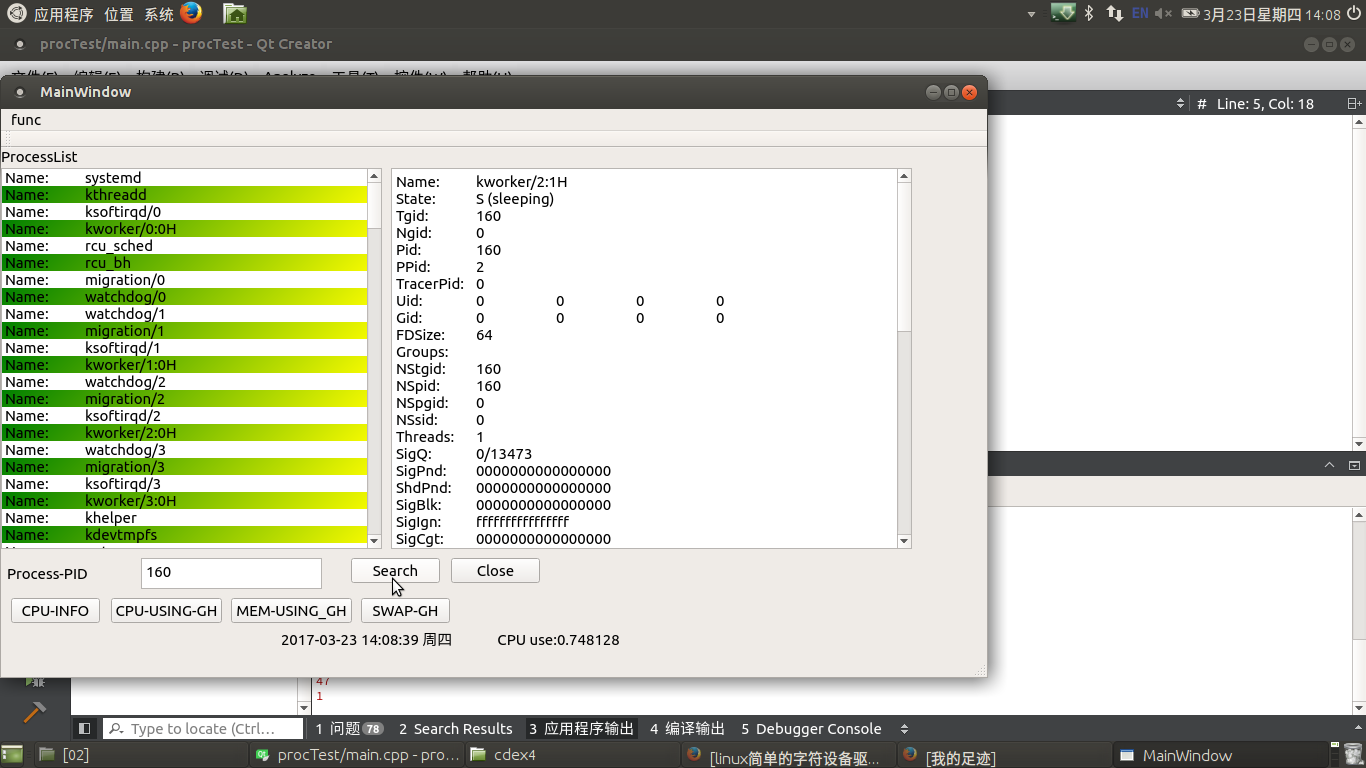 应用程序 位置 系统 EN 3月23日星期四 14:08
procTest/main.cpp - procTest - Qt Creator
MainWindow
# Line: 5, Col: 18
func
ProcessList
Name: systemd
Name: kthreadd
Name: ksoftirqd/0
Name: kworker/0:0H
Name: rcu_sched
Name: rcu_bh
Name: migration/0
Name: watchdog/0
Name: watchdog/1
Name: migration/1
Name: ksoftirqd/1
Name: kworker/1:0H
Name: watchdog/2
Name: migration/2
Name: ksoftirqd/2
Name: kworker/2:0H
Name: watchdog/3
Name: migration/3
Name: ksoftirqd/3
Name: kworker/3:0H
Name: khelper
Name: kdevtmpfs
Name: kworker/2:1H
State: S (sleeping)
Tgid: 160
Ngid: 0
Pid: 160
PPid: 2
TracerPid: 0
Uid: 0 0 0 0
Gid: 0 0 0 0
FDSize: 64
Groups:
NStgid: 160
NSpid: 160
NSpgid: 0
NSsid: 0
Threads: 1
SigQ: 0/13473
SigPnd: 0000000000000000
ShdPnd: 0000000000000000
SigBlk: 0000000000000000
SigIgn: ffffffffffffffff
SigCgt: 0000000000000000
Process-PID 160 Search Close
CPU-INFO CPU-USING-GH MEM-USING_GH SWAP-GH
2017-03-23 14:08:39 周四 CPU use:0.748128
47
1
Type to locate (Ctrl... 1 问题 78 2 Search Results 3 应用程序输出 4 编译输出 5 Debugger Console
[02] procTest/main.cpp - pro... cdex4 [linux简单的字符设备驱... [我的足迹] MainWindow